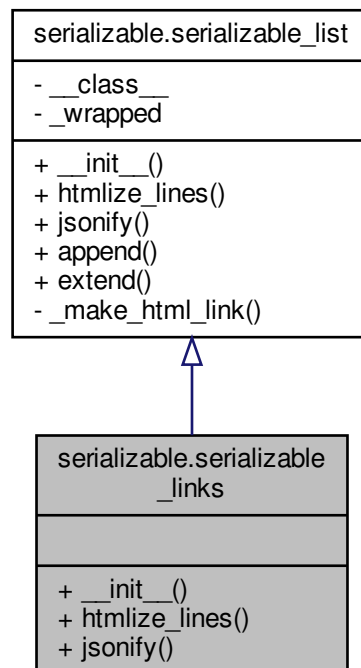 serializable.serializable_list
- __class__
- _wrapped
+ __init__()
+ htmlize_lines()
+ jsonify()
+ append()
+ extend()
- _make_html_link()
serializable.serializable
_links
+ __init__()
+ htmlize_lines()
+ jsonify()